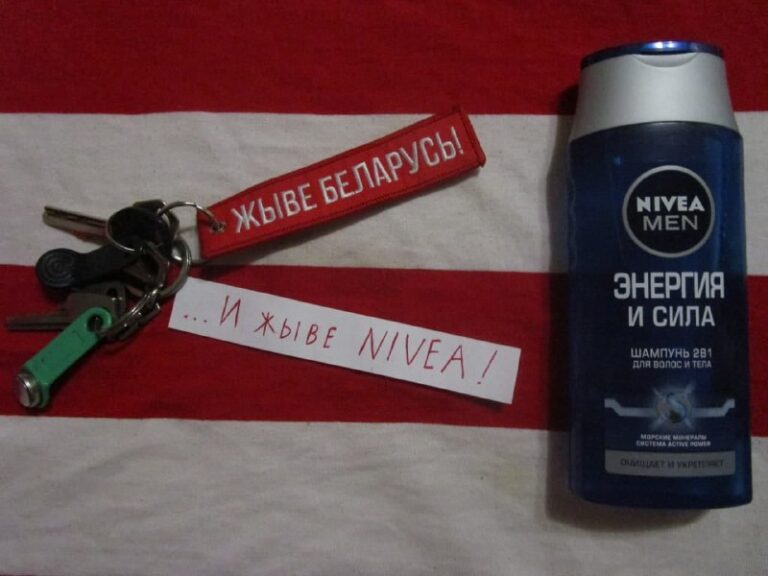 ЖЫВЕ БЕЛАРУСЬ!
... И ЖЫВЕ NIVEA!
NIVEA
MEN
ЭНЕРГИЯ
И СИЛА
ШАМПУНЬ 2В1
ДЛЯ ВОЛОС И ТЕЛА
МОРСКИЕ МИНЕРАЛЫ
СИСТЕМА ACTIVE POWER
ОЧИЩАЕТ И УКРЕПЛЯЕТ